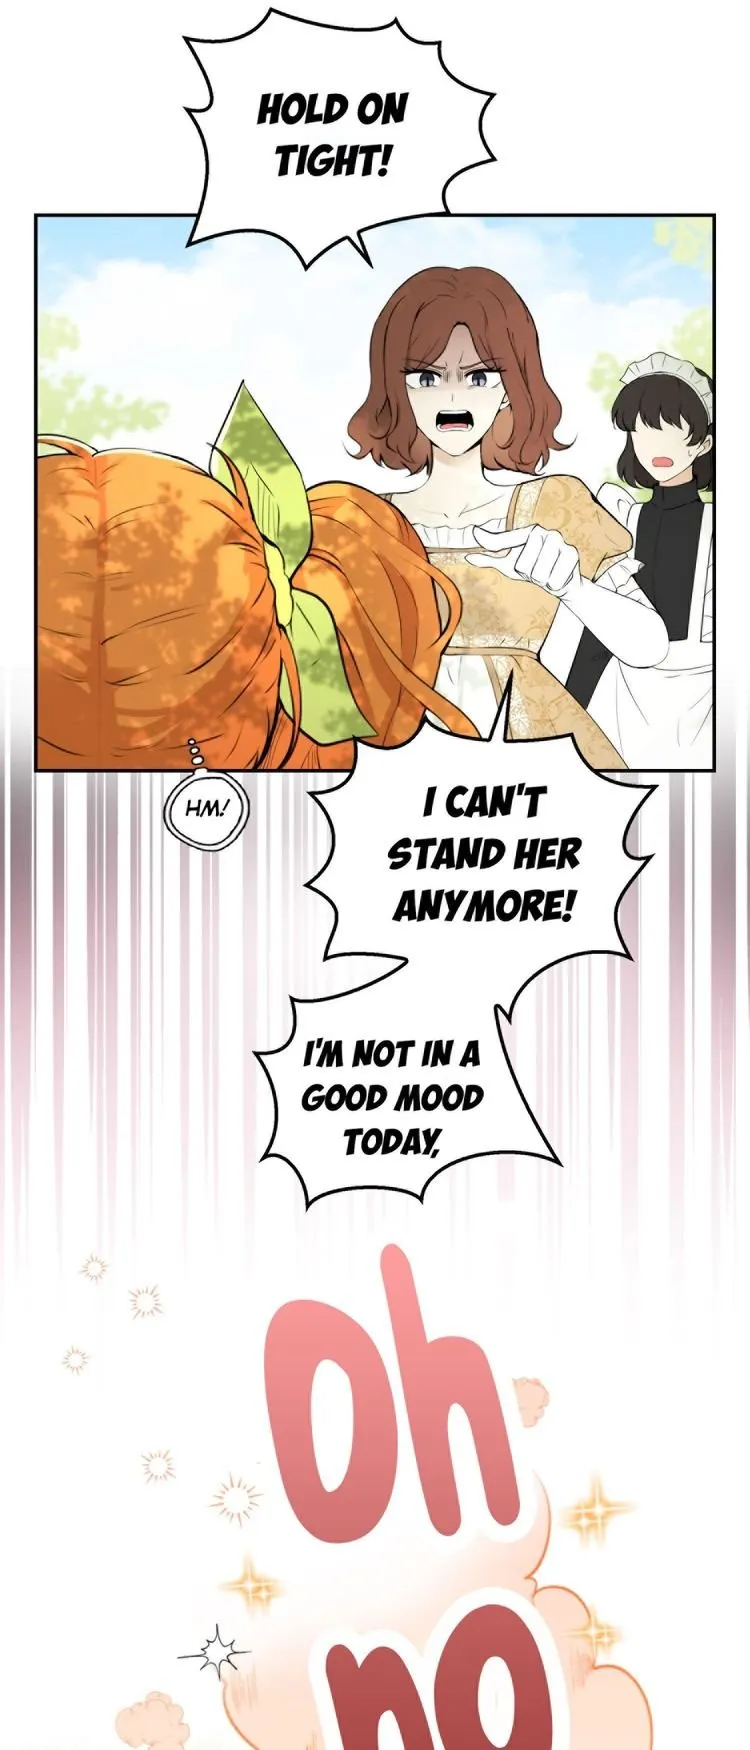 HOLD ON
TIGHT!
HM!
I CAN'T
STAND HER
ANYMORE!
I'M NOT IN A
GOOD MOOD
TODAY,
Oh
no